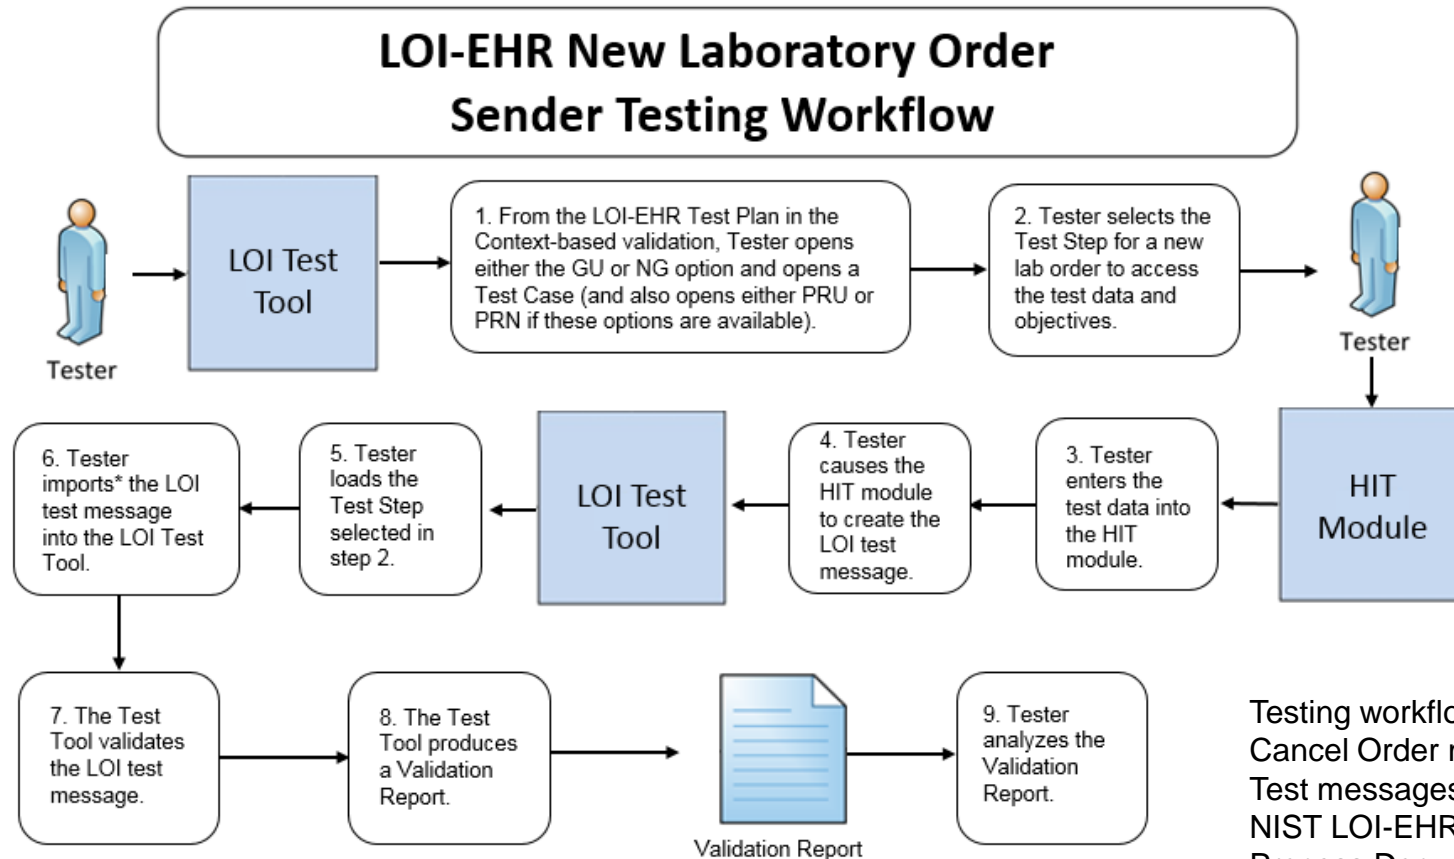 LOI-EHR New Laboratory Order
Sender Testing Workflow
Tester
LOI Test
Tool
1. From the LOI-EHR Test Plan in the
Context-based validation, Tester opens
either the GU or NG option and opens a
Test Case (and also opens either PRU or
PRN if these options are available).
2. Tester selects the
Test Step for a new
lab order to access
the test data and
objectives.
Tester
HIT
Module
3. Tester
enters the
test data into
the HIT
module.
4. Tester
causes the
HIT module
to create the
LOI test
message.
LOI Test
Tool
5. Tester
loads the
Test Step
selected in
step 2.
6. Tester
imports* the LOI
test message
into the LOI Test
Tool.
7. The Test
Tool validates
the LOI test
message.
8. The Test
Tool produces
a Validation
Report.
Validation Report
9. Tester
analyzes the
Validation
Report.
Testing
Cancel Order
Test
NIST